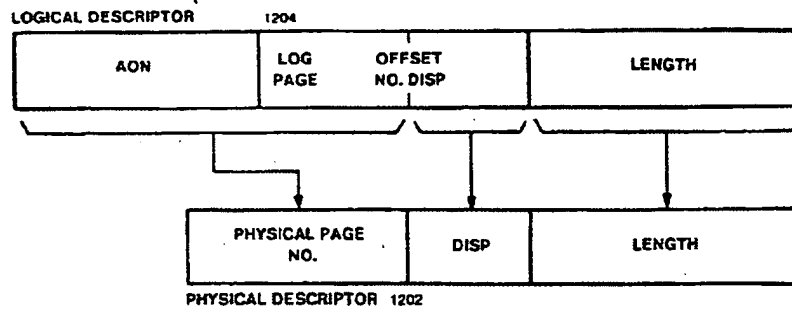 LOGICAL DESCRIPTOR 1204
AON
LOG OFFSET
PAGE NO. DISP
LENGTH
PHYSICAL PAGE
NO.
DISP
LENGTH
PHYSICAL DESCRIPTOR 1202